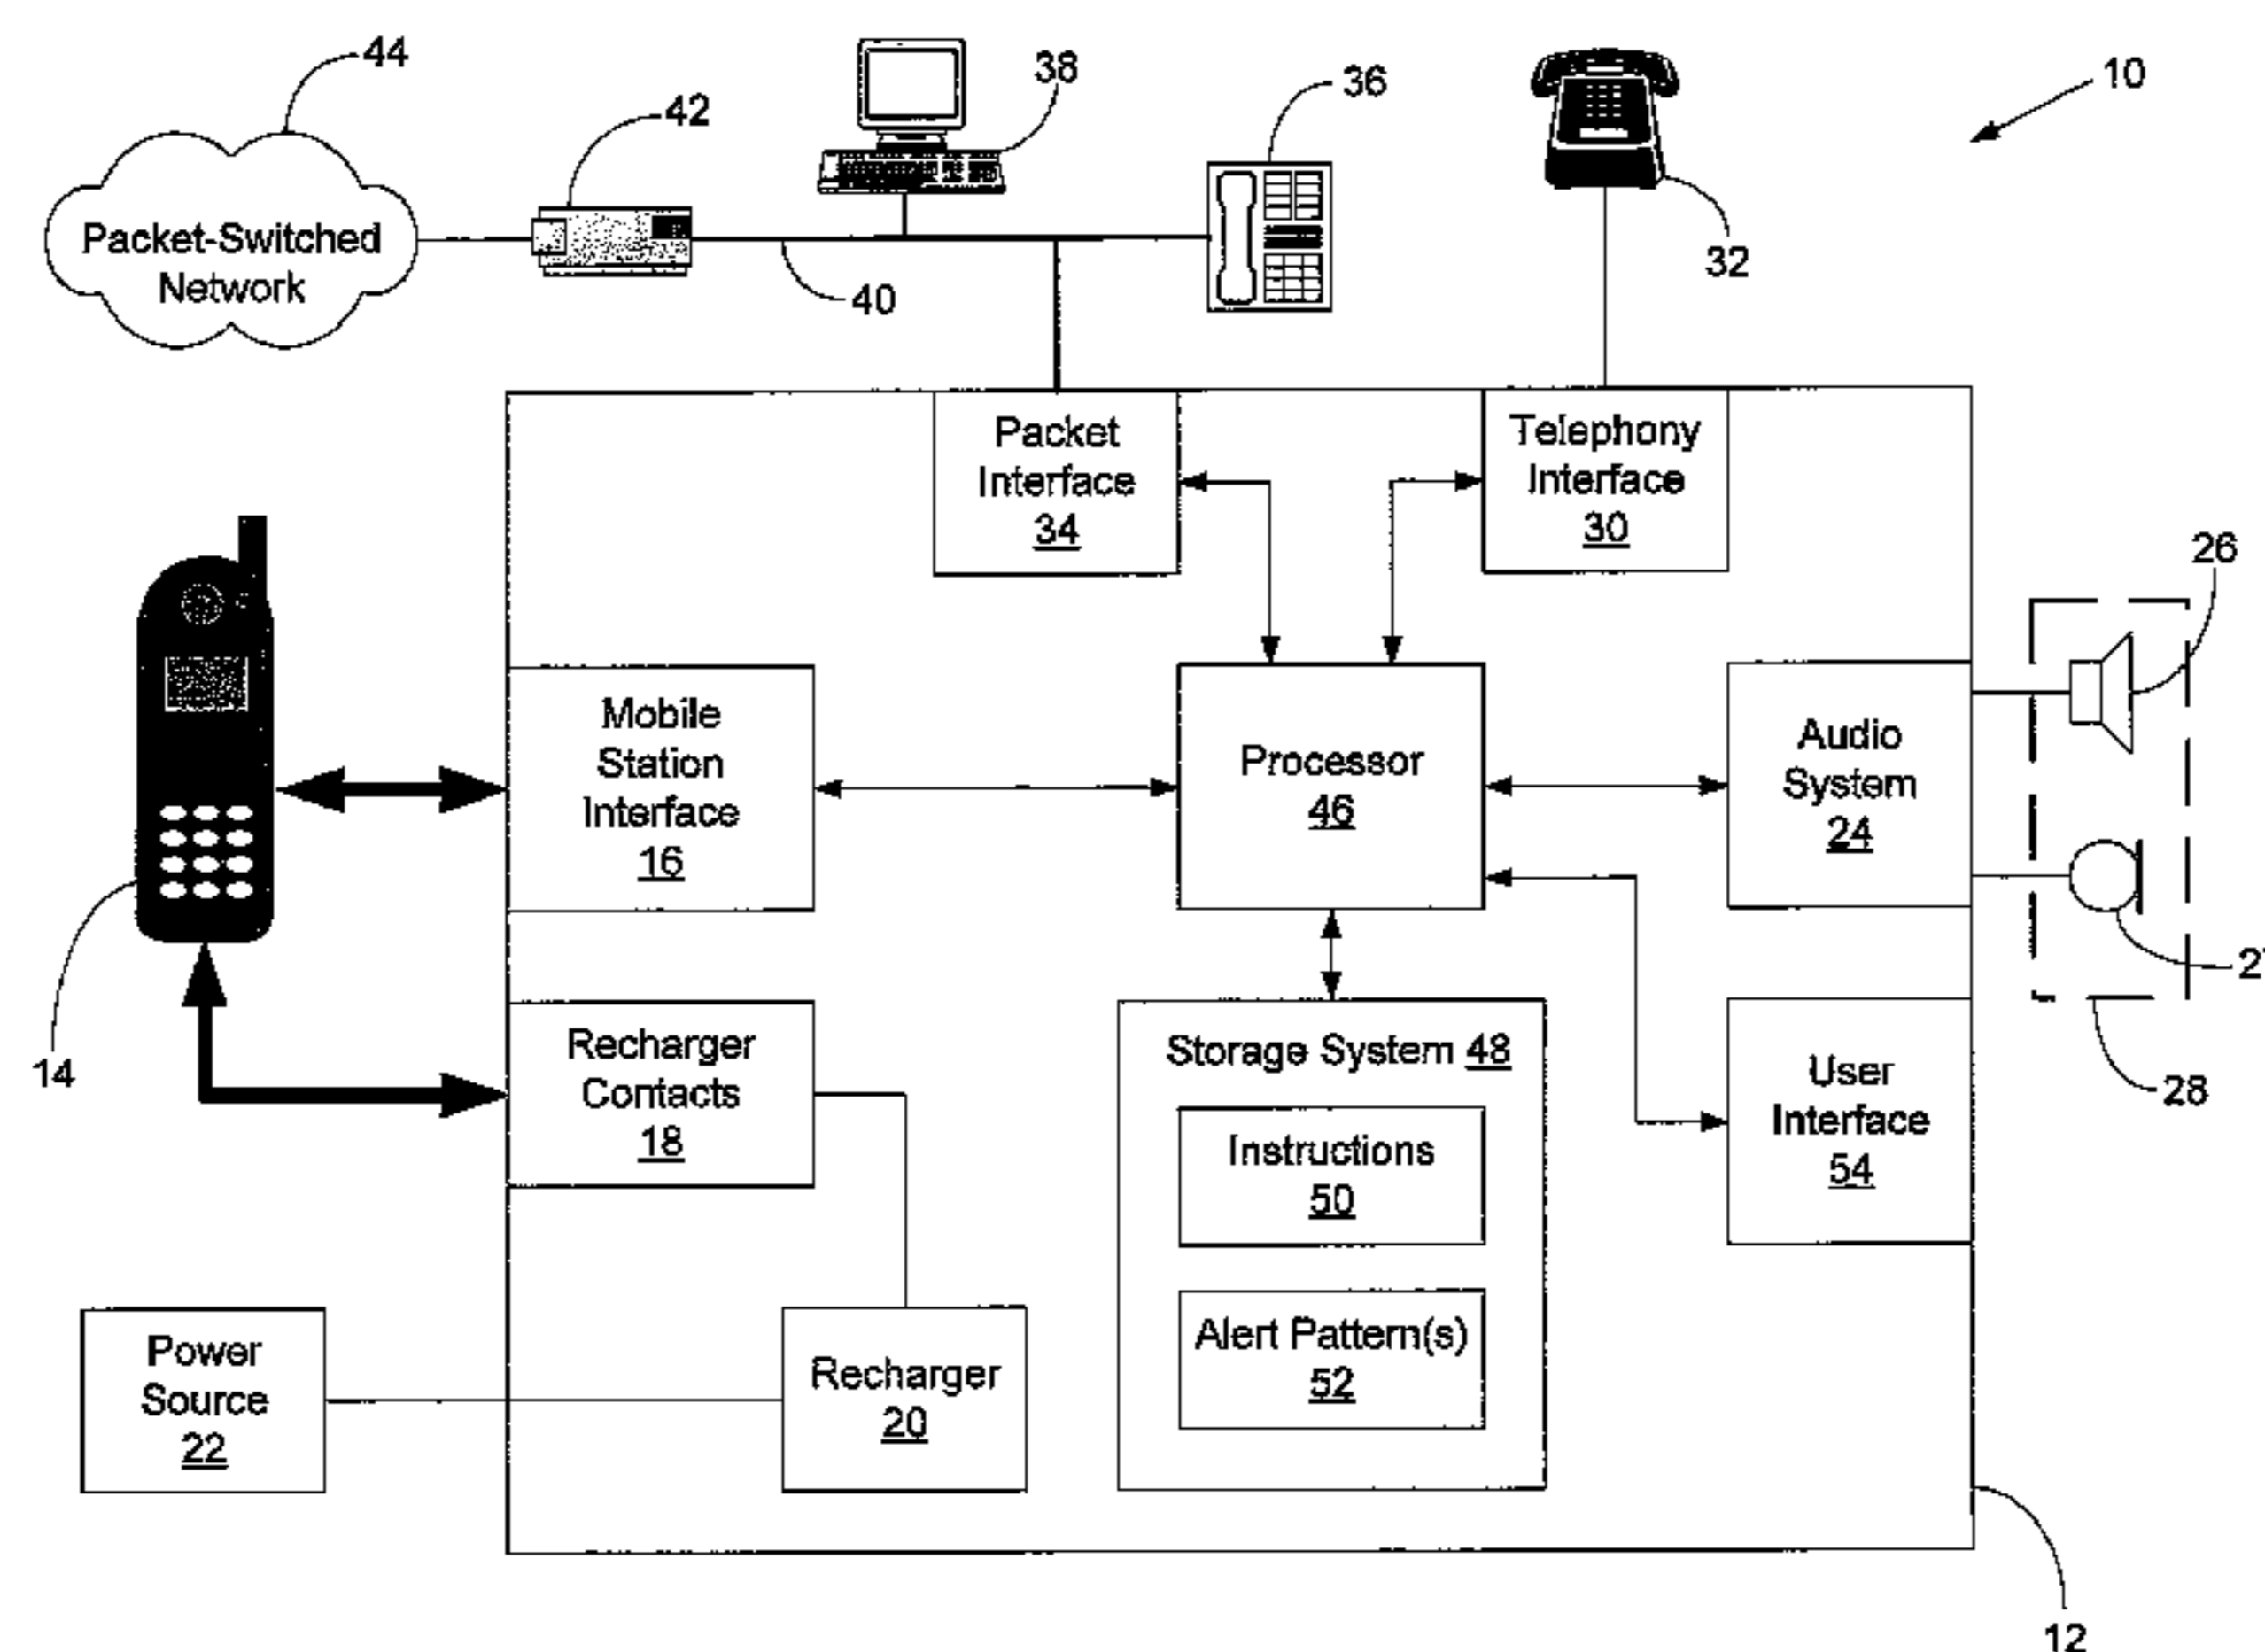 44
42
38
36
10
Packet-Switched
Network
40
32
Packet
Interface
34
Telephony
Interface
30
26
Mobile
Station
Interface
16
Processor
46
Audio
System
24
14
Recharger
Contacts
18
Storage System 48
Instructions
50
Alert Pattern(s)
52
User
Interface
54
28
Power
Source
22
Recharger
20
12